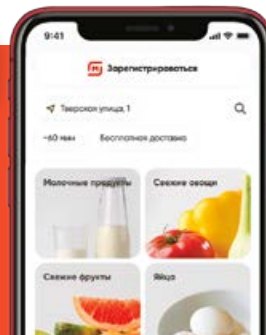 9:41
Зарегистрироваться
Тверская улица, 1
~60 мин Бесплатная доставка
Молочные продукты Свежие овощи
Свежие фрукты Яйца